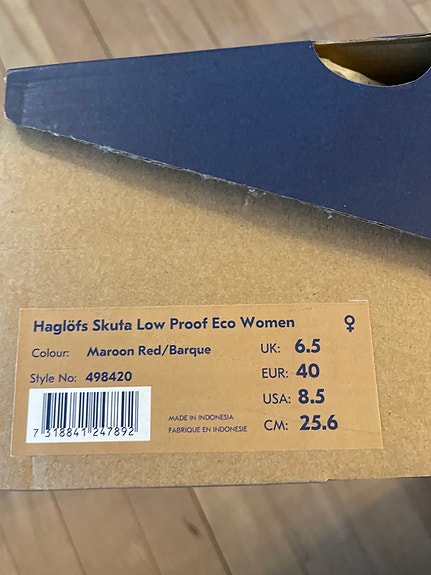 Haglöfs Skuta Low Proof Eco Women ♀
Colour: Maroon Red/Barque
Style No: 498420
7 318841 247892
MADE IN INDONESIA
FABRIQUE EN INDONESIE
UK: 6.5
EUR: 40
USA: 8.5
CM: 25.6